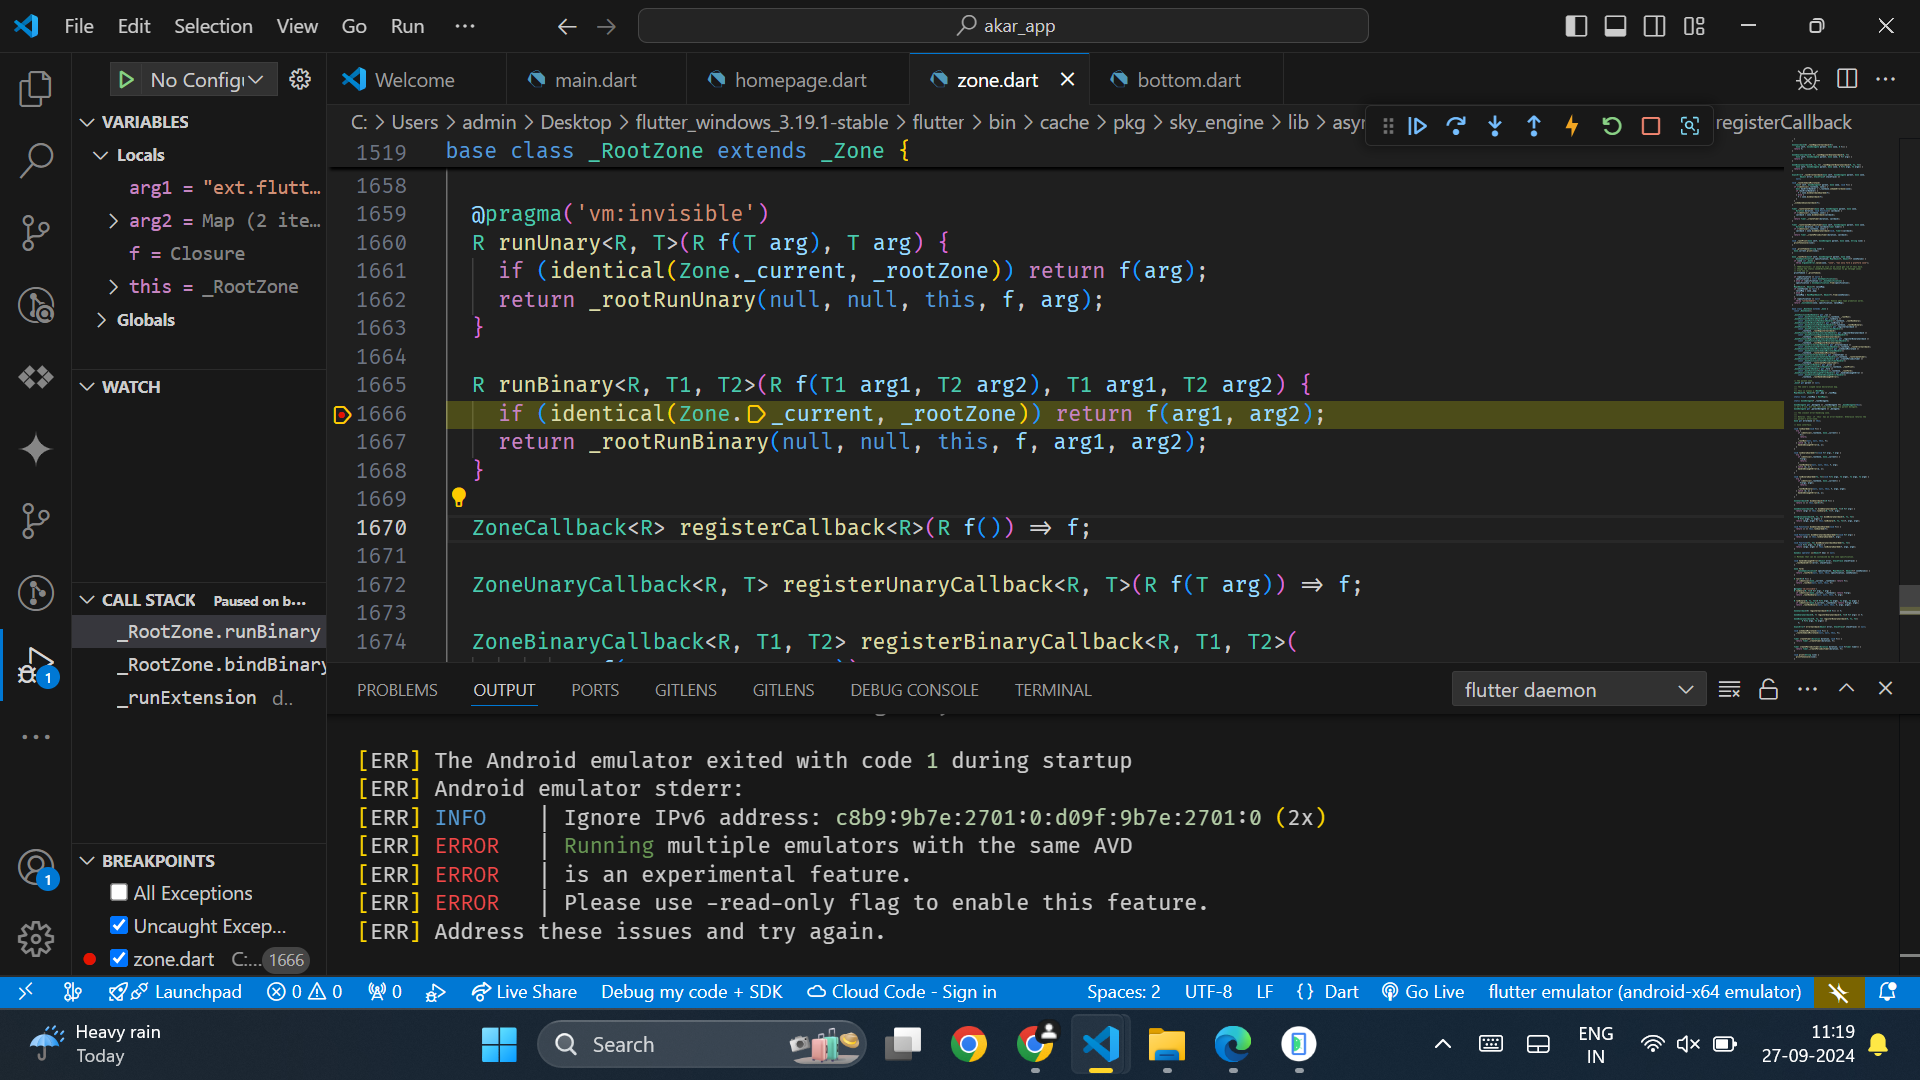 File Edit Selection View Go Run ···
akar_app
No Config
Welcome main.dart homepage.dart zone.dart bottom.dart
VARIABLES
Locals
arg1 = "ext.flutt…
arg2 = Map (2 ite…
f = Closure
this = _RootZone
Globals
WATCH
CALL STACK Paused on b...
_RootZone.runBinary
_RootZone.bindBinary
_runExtension d..
BREAKPOINTS
All Exceptions
Uncaught Excep...
zone.dart C:... 1666
C: > Users > admin > Desktop > flutter_windows_3.19.1-stable > flutter > bin > cache > pkg > sky_engine > lib > registerCallback
1519 base class _RootZone extends _Zone {
1658
1659 @pragma('vm:invisible')
1660 R runUnary<R, T>(R f(T arg), T arg) {
1661 if (identical(Zone._current, _rootZone)) return f(arg);
1662 return _rootRunUnary(null, null, this, f, arg);
1663 }
1664
1665 R runBinary<R, T1, T2>(R f(T1 arg1, T2 arg2), T1 arg1, T2 arg2) {
1666 if (identical(Zone._current, _rootZone)) return f(arg1, arg2);
1667 return _rootRunBinary(null, null, this, f, arg1, arg2);
1668 }
1669
1670 ZoneCallback<R> registerCallback<R>(R f()) => f;
1671
1672 ZoneUnaryCallback<R, T> registerUnaryCallback<R, T>(R f(T arg)) => f;
1673
1674 ZoneBinaryCallback<R, T1, T2> registerBinaryCallback<R, T1, T2>(
PROBLEMS OUTPUT PORTS GITLENS GITLENS DEBUG CONSOLE TERMINAL
flutter daemon
[ERR] The Android emulator exited with code 1 during startup
[ERR] Android emulator stderr:
[ERR] INFO | Ignore IPv6 address: c8b9:9b7e:2701:0:d09f:9b7e:2701:0 (2x)
[ERR] ERROR | Running multiple emulators with the same AVD
[ERR] ERROR | is an experimental feature.
[ERR] ERROR | Please use -read-only flag to enable this feature.
[ERR] Address these issues and try again.
1
1
Launchpad 0 0 0 Live Share Debug my code + SDK Cloud Code - Sign in Spaces: 2 UTF-8 LF {} Dart Go Live flutter emulator (android-x64 emulator)
Heavy rain
Today
Search
ENG
IN
11:19
27-09-2024